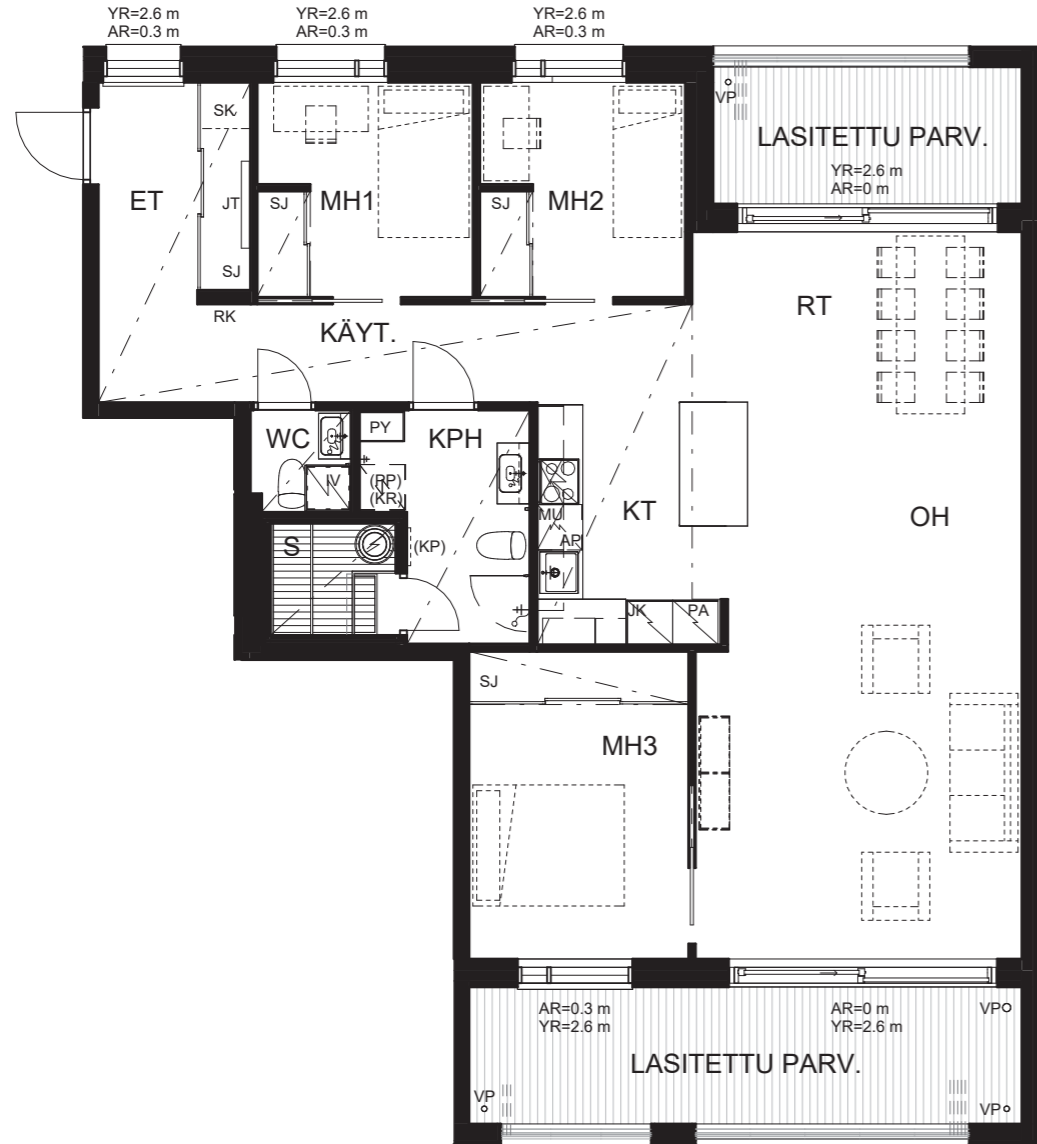 YR=2.6 m
AR=0.3 m
YR=2.6 m
AR=0.3 m
YR=2.6 m
AR=0.3 m
VP
LASITETTU PARV.
YR=2.6 m
AR=0 m
SK
ET
JT
SJ
SJ
MH1
SJ
MH2
RK
KÄYT.
RT
WC
IV
PY
KPH
(PP)
(KR)
(KP)
S
MU
AP
KT
OH
JK
PA
SJ
MH3
AR=0.3 m
YR=2.6 m
AR=0 m
YR=2.6 m
VP
LASITETTU PARV.
VP
VP